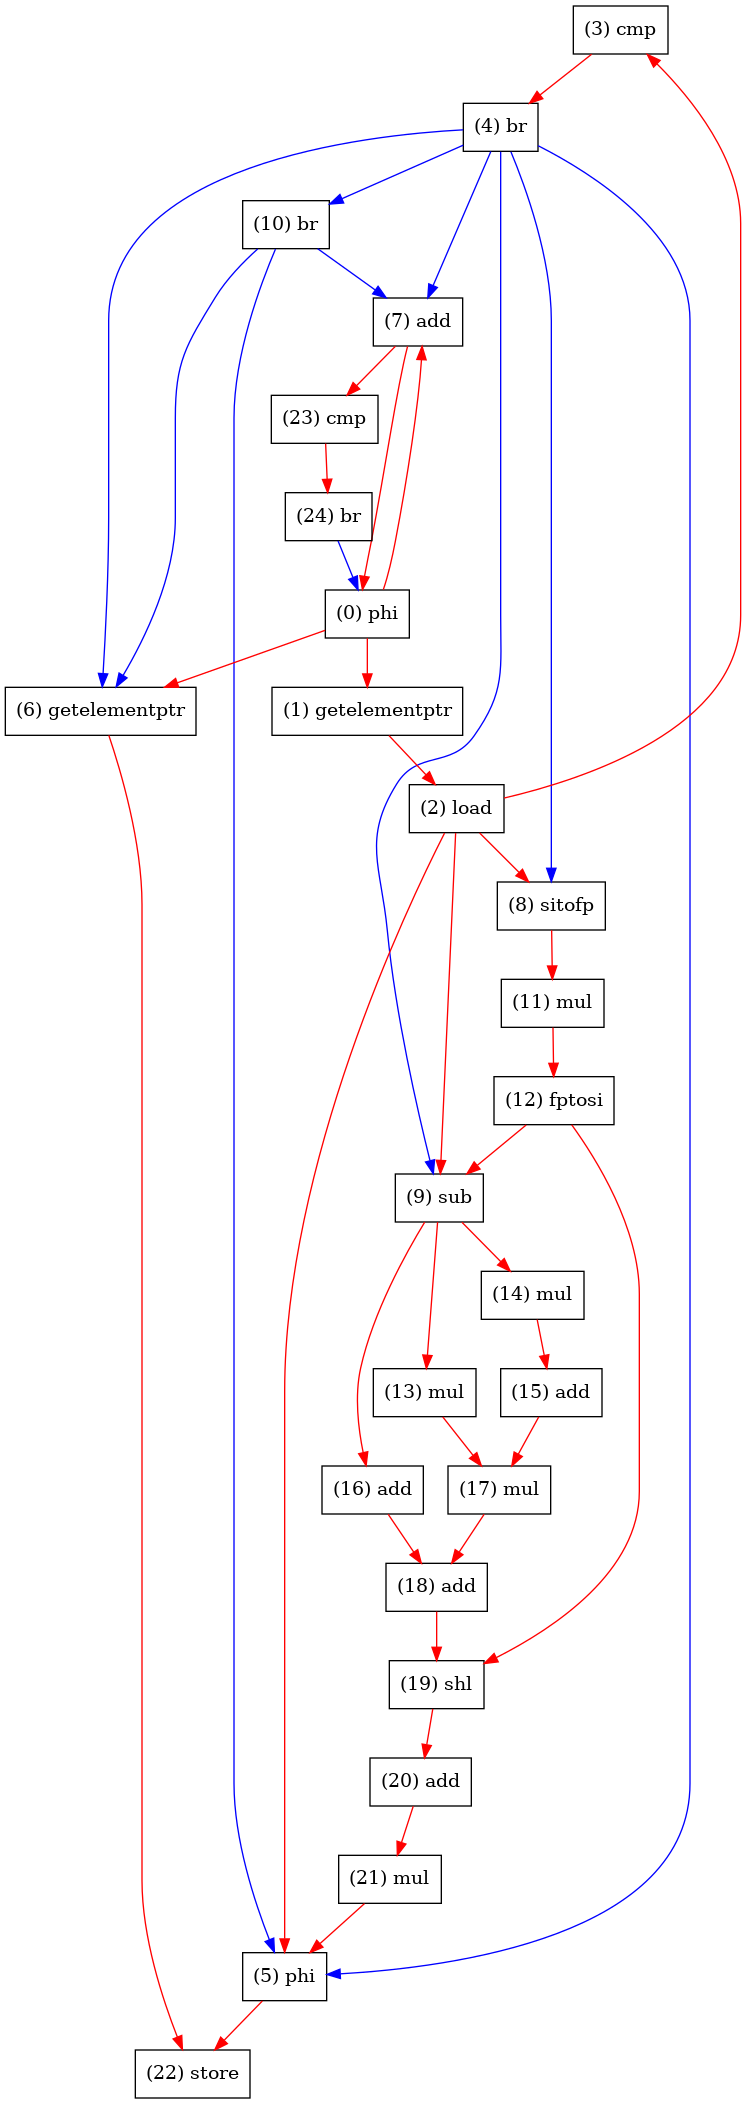 (3) cmp
(4) br
(10) br
(7) add
(23) cmp
(24) br
(0) phi
(6) getelementptr
(1) getelementptr
(2) load
(8) sitofp
(11) mul
(12) fptosi
(9) sub
(14) mul
(13) mul
(15) add
(16) add
(17) mul
(18) add
(19) shl
(20) add
(21) mul
(5) phi
(22) store